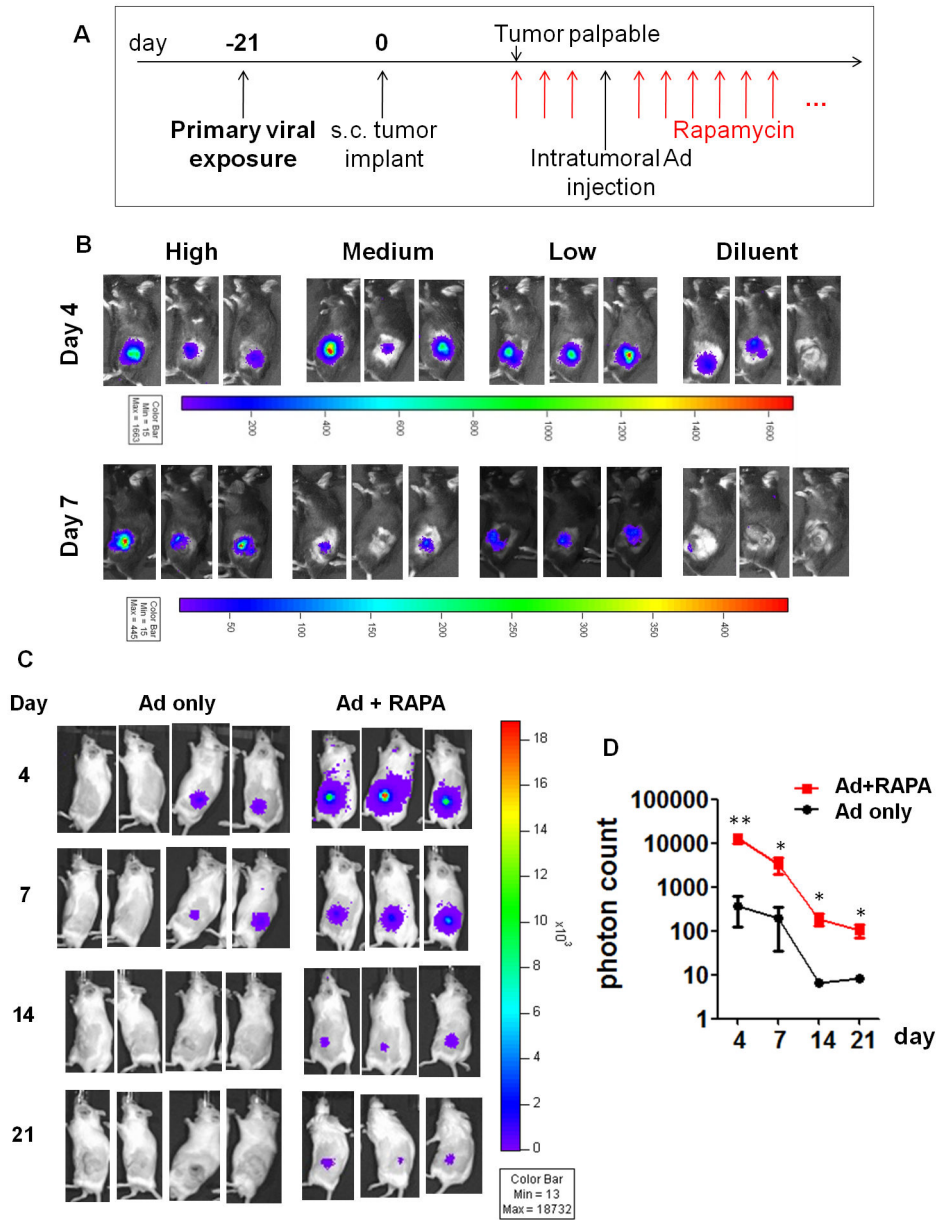 A
day
-21
0
Tumor palpable
Primary viral
exposure
s.c. tumor
implant
Intratumoral Ad
injection
Rapamycin
...
B
High Medium Low Diluent
Day 4
Color Bar
Min = 15
Max = 1663
200 400 600 800 1000 1200 1400 1600
Day 7
Color Bar
Min = 15
Max = 445
50 100 150 200 250 300 350 400
C
Day Ad only Ad + RAPA
4
7
14
21
18
16
14
12
10
8
6
4
2
0
x10³
Color Bar
Min = 13
Max = 18732
D
Ad+RAPA
Ad only
photon count
100000
10000
1000
100
10
1
** * * *
4 7 14 21 day